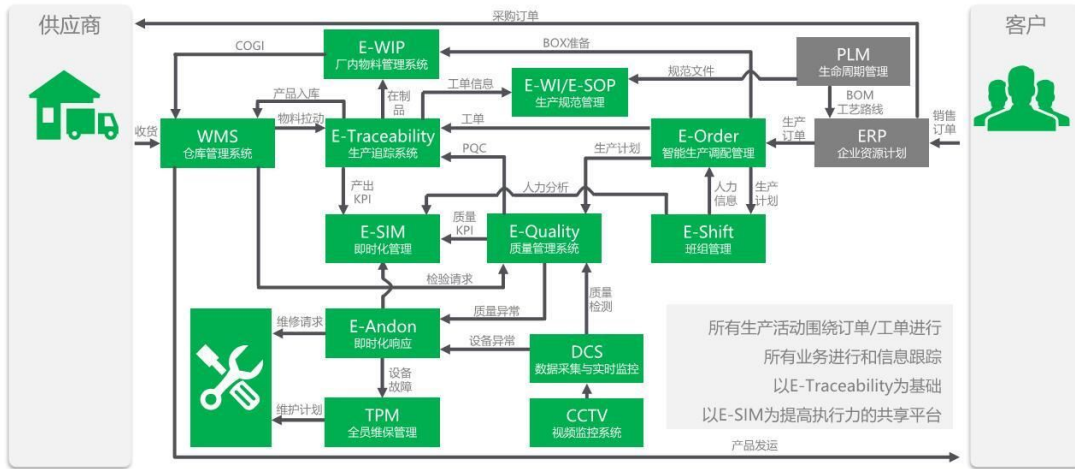 供应商
采购订单
客户
COGI
E-WIP
厂内物料管理系统
BOX准备
PLM
生命周期管理
规范文件
产品入库
在制
品
工单信息
E-WI/E-SOP
生产规范管理
BOM
工艺路线
收货
WMS
仓库管理系统
物料拉动
E-Traceability
生产追踪系统
工单
E-Order
智能生产调配管理
生产
订单
ERP
企业资源计划
销售
订单
PQC
生产计划
产出
KPI
人力分析
人力
信息
生产
计划
E-SIM
即时化管理
质量
KPI
E-Quality
质量管理系统
E-Shift
班组管理
检验请求
质量
检测
维修请求
E-Andon
即时化响应
质量异常
设备异常
DCS
数据采集与实时监控
设备
故障
维护计划
TPM
全员维保管理
CCTV
视频监控系统
所有生产活动围绕订单/工单进行
所有业务进行和信息跟踪
以E-Traceability为基础
以E-SIM为提高执行力的共享平台
产品发运